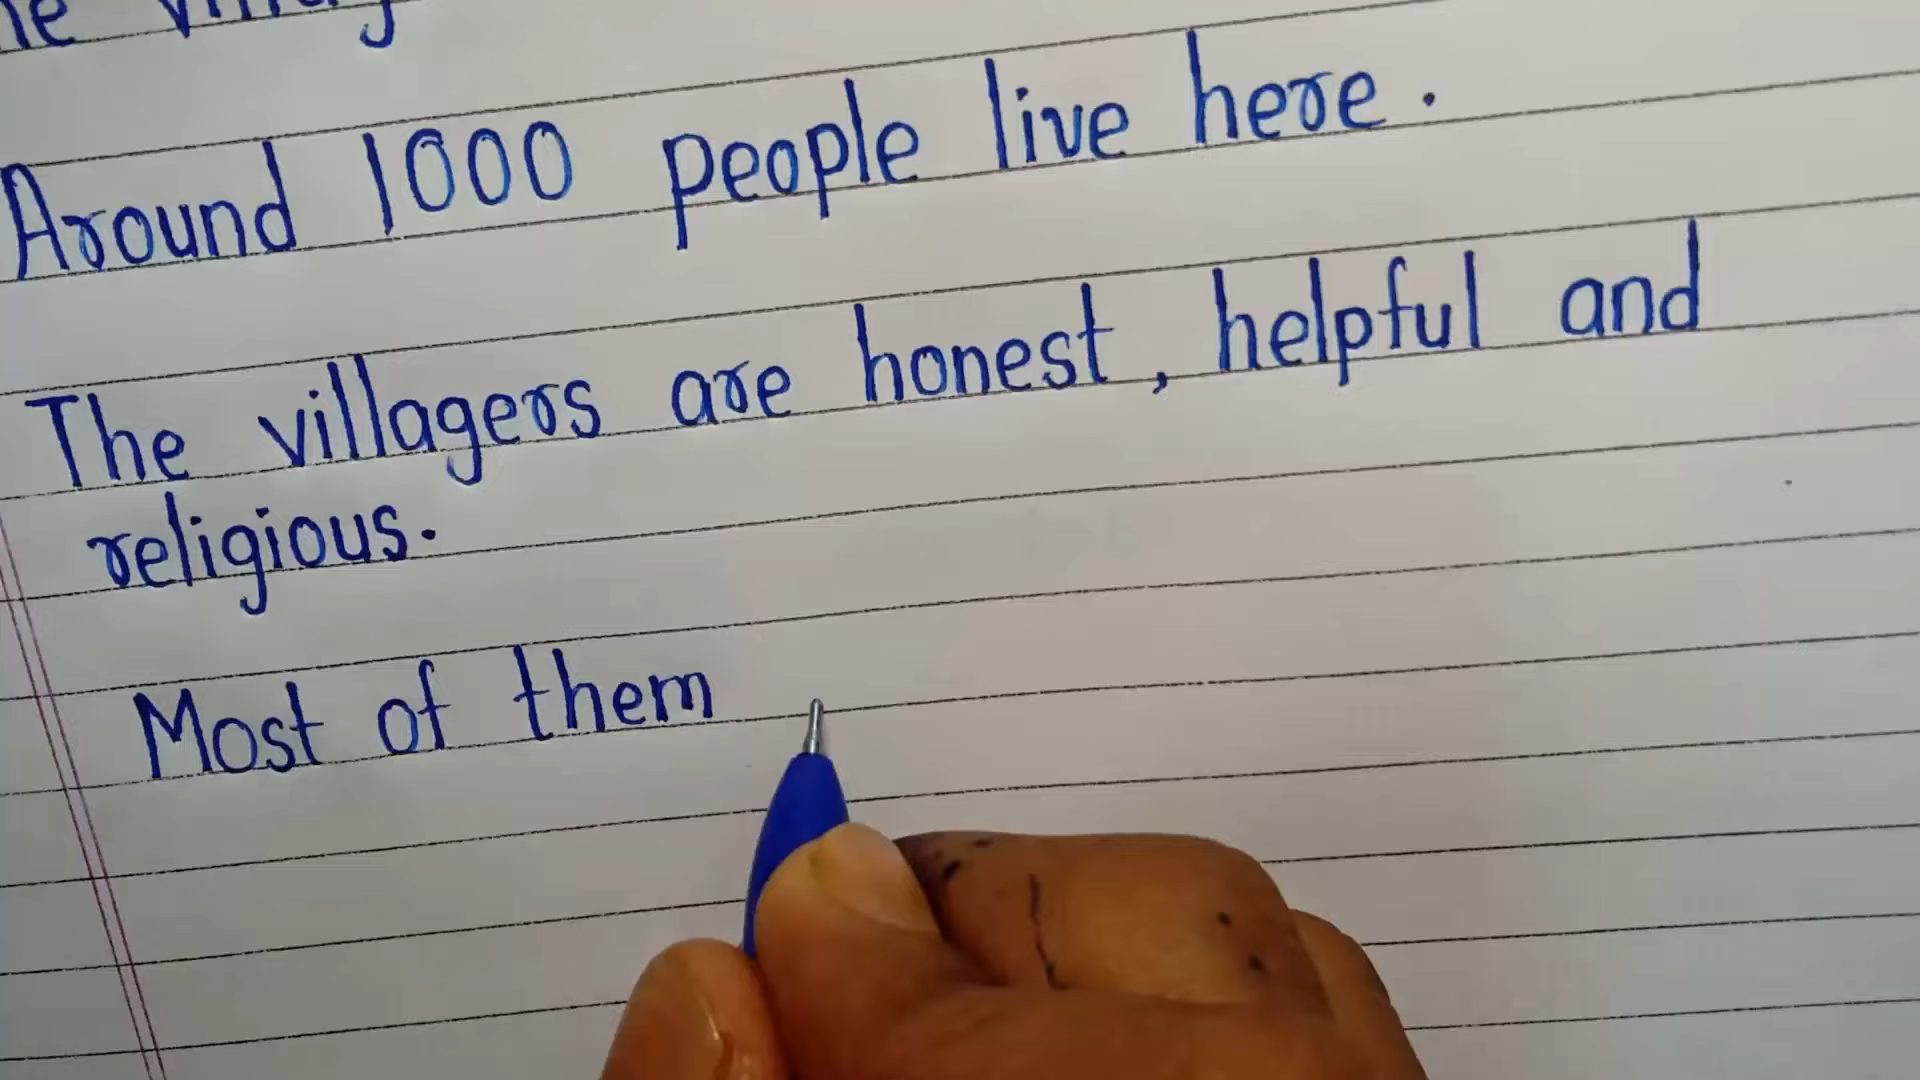 Around 1000 people live here.
The villagers are honest, helpful and
religious.
Most of them